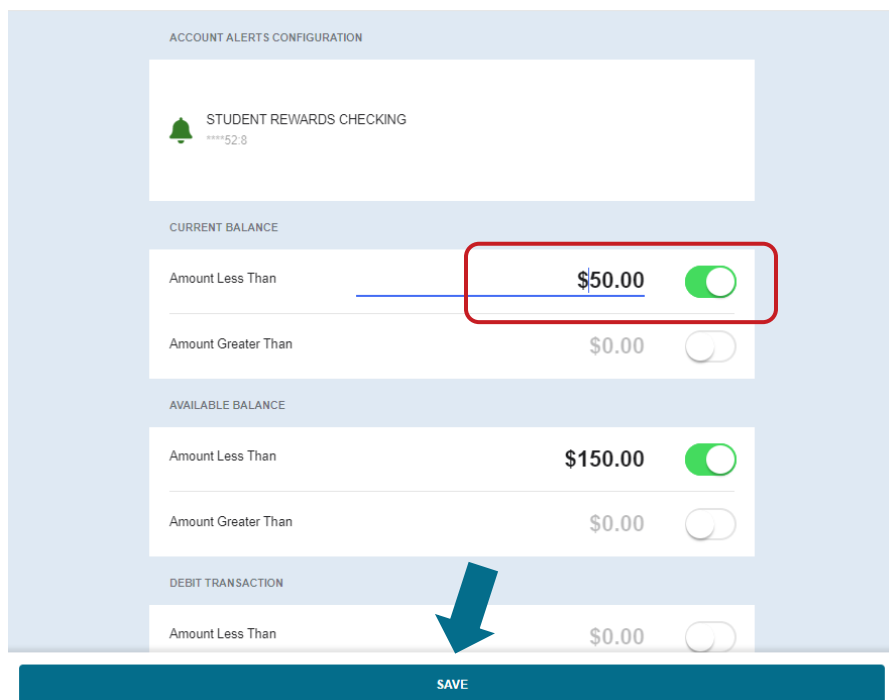 ACCOUNT ALERTS CONFIGURATION
STUDENT REWARDS CHECKING
****52:8
CURRENT BALANCE
Amount Less Than $50.00
Amount Greater Than $0.00
AVAILABLE BALANCE
Amount Less Than $150.00
Amount Greater Than $0.00
DEBIT TRANSACTION
Amount Less Than $0.00
SAVE